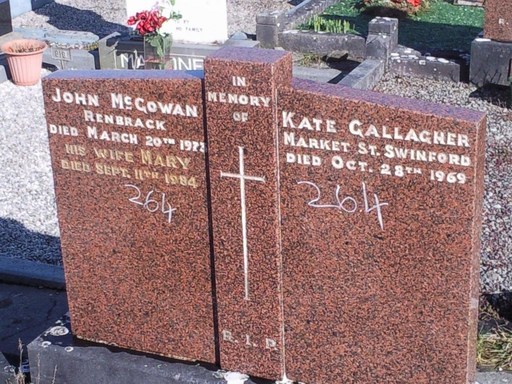 IN
MEMORY
OF
JOHN McGOWAN
RENBRACK
DIED MARCH 20TH 1973
HIS WIFE MARY
DIED SEPT. 11TH 1984
264
KATE GALLAGHER
MARKET ST. SWINFORD
DIED OCT. 28TH 1969
264
R.I.P.